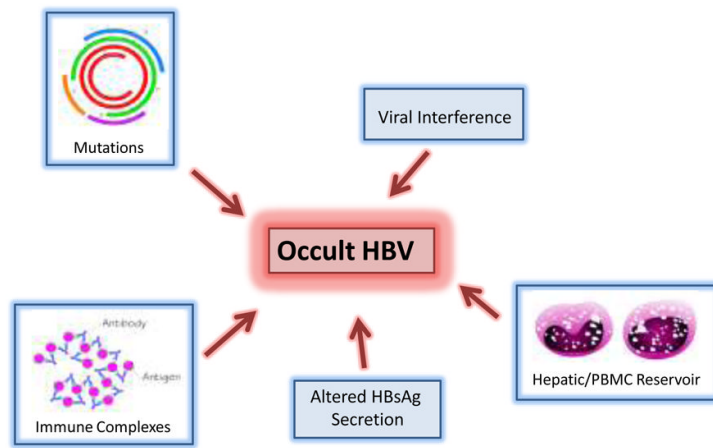 Mutations
Viral Interference
Occult HBV
Antibody
Antigen
Immune Complexes
Altered HBsAg
Secretion
Hepatic/PBMC Reservoir